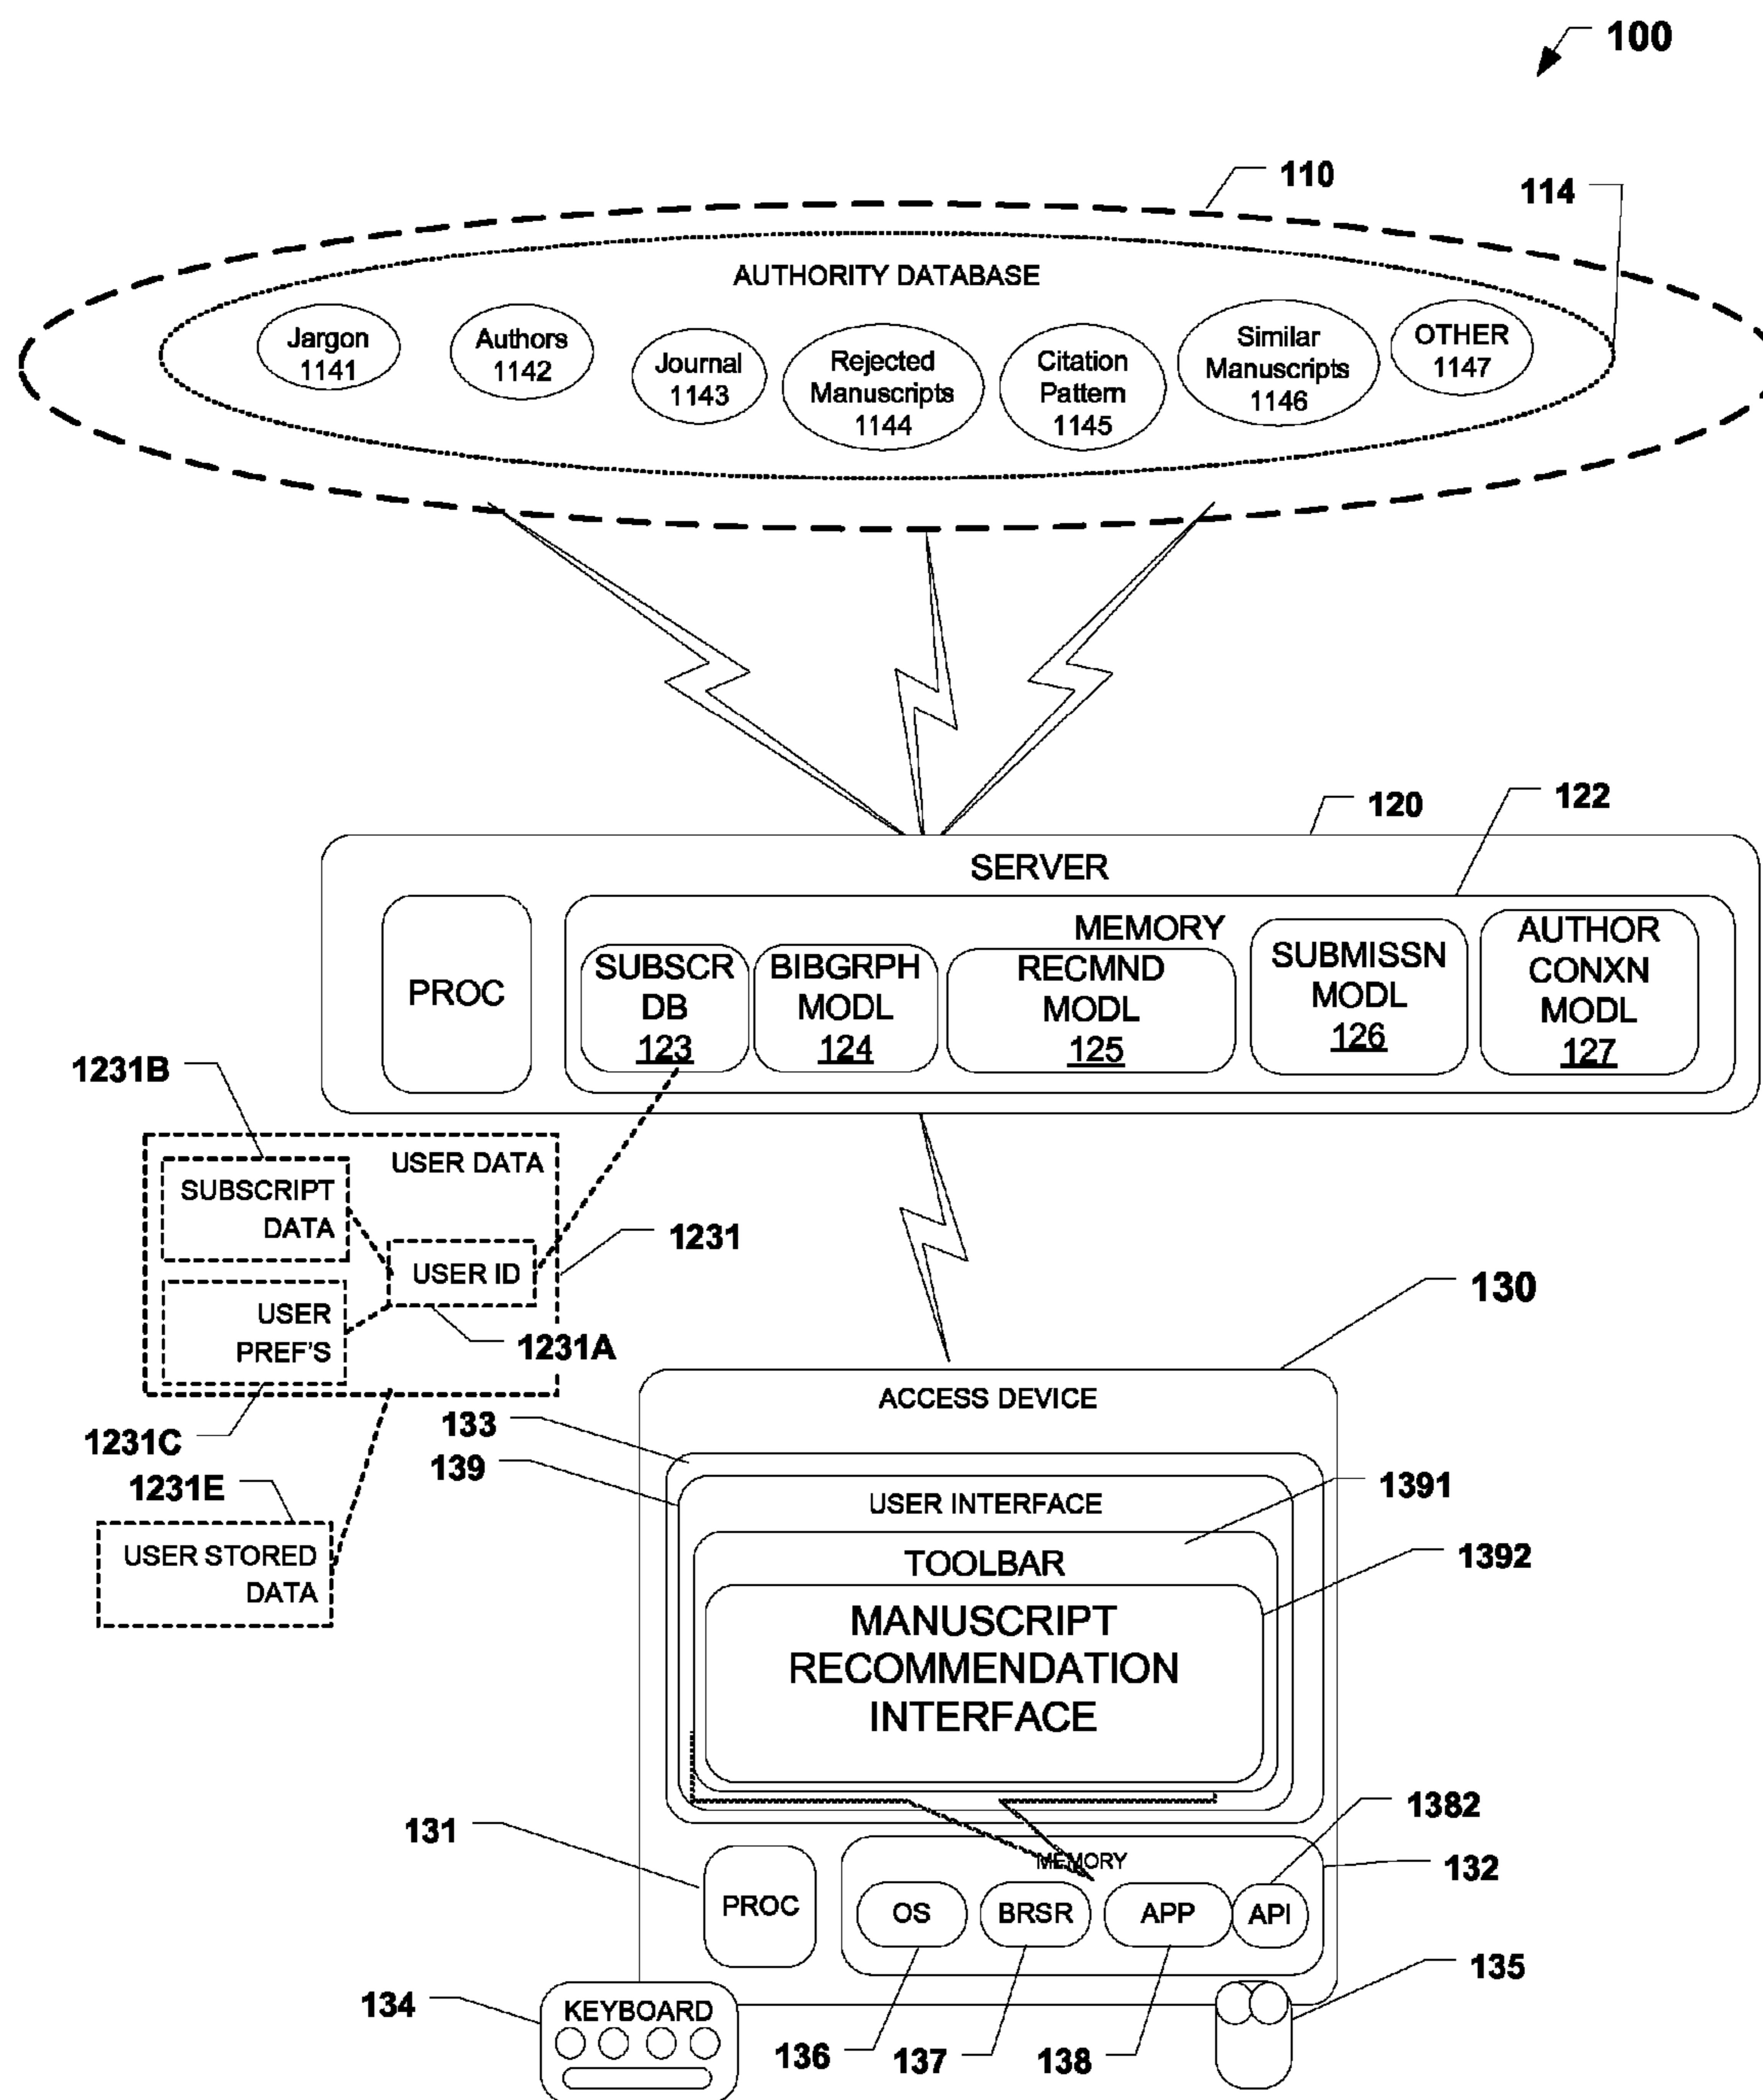 100
110
114
AUTHORITY DATABASE
Jargon
1141
Authors
1142
Journal
1143
Rejected
Manuscripts
1144
Citation
Pattern
1145
Similar
Manuscripts
1146
OTHER
1147
120
122
SERVER
PROC
MEMORY
SUBSCR
DB
123
BIBGRPH
MODL
124
RECMND
MODL
125
SUBMISSN
MODL
126
AUTHOR
CONXN
MODL
127
1231B
USER DATA
SUBSCRIPT
DATA
USER ID
1231
USER
PREF'S
1231A
1231C
1231E
USER STORED
DATA
130
ACCESS DEVICE
133
139
USER INTERFACE
1391
TOOLBAR
1392
MANUSCRIPT
RECOMMENDATION
INTERFACE
1382
131
MEMORY
132
PROC
OS
BRSR
APP
API
135
134
KEYBOARD
136
137
138